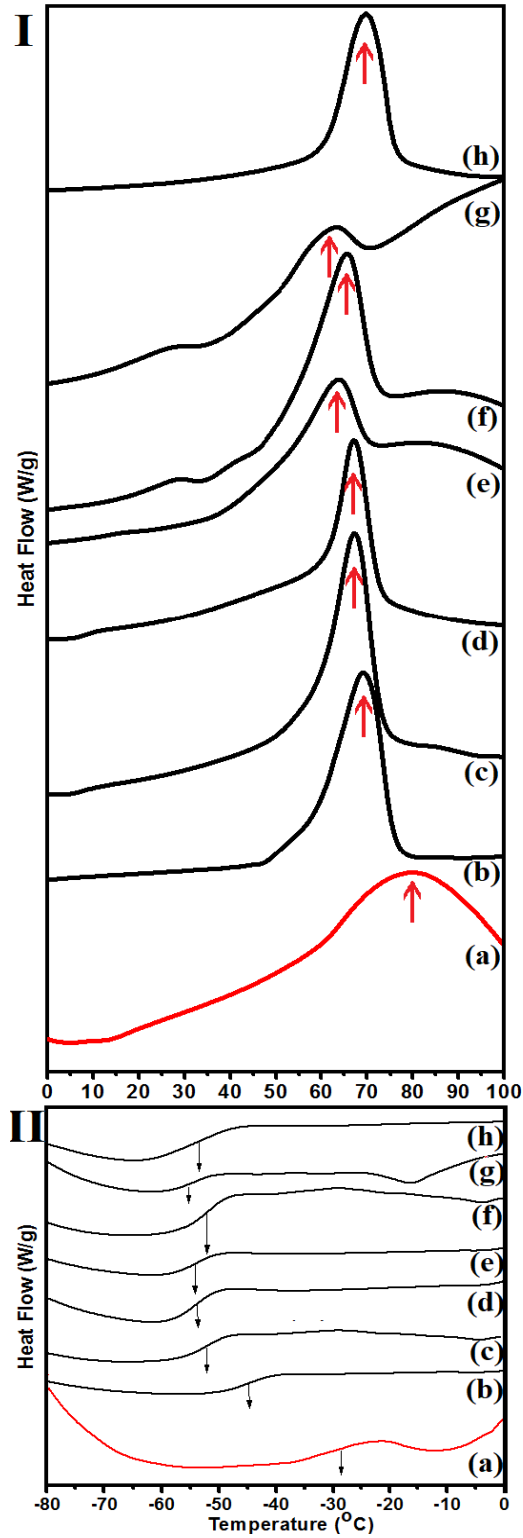 I
(h)
(g)
(f)
(e)
(d)
(c)
(b)
(a)
Heat Flow (W/g)
0 10 20 30 40 50 60 70 80 90 100
II
(h)
(g)
(f)
(e)
(d)
(c)
(b)
(a)
Heat Flow (W/g)
-80 -70 -60 -50 -40 -30 -20 -10 0
Temperature (°C)